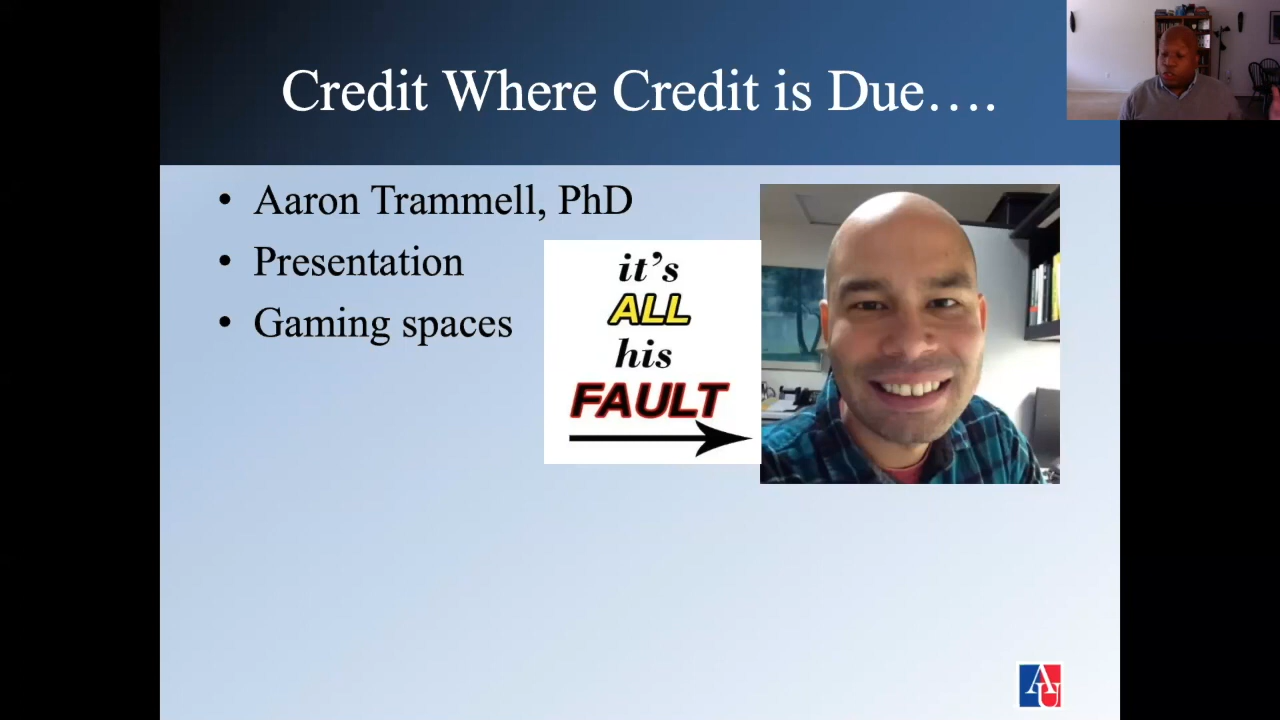 Credit Where Credit is Due….
• Aaron Trammell, PhD
• Presentation
• Gaming spaces
it's
ALL
his
FAULT
AU